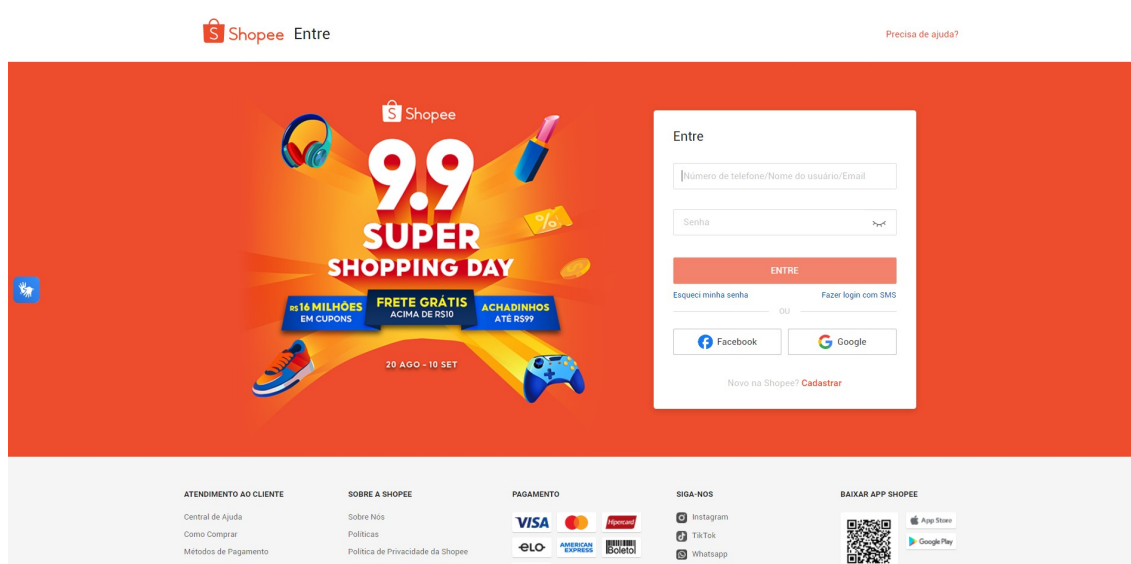 Shopee Entre
Precisa de ajuda?
Shopee
9.9
SUPER
SHOPPING DAY
R$16 MILHÕES
EM CUPONS
FRETE GRÁTIS
ACIMA DE R$10
ACHADINHOS
ATÉ R$99
20 AGO - 10 SET
Entre
Número de telefone/Nome do usuário/Email
Senha
ENTRE
Esqueci minha senha
Fazer login com SMS
OU
Facebook
Google
Novo na Shopee? Cadastrar
ATENDIMENTO AO CLIENTE
Central de Ajuda
Como Comprar
Métodos de Pagamento
SOBRE A SHOPEE
Sobre Nós
Políticas
Política de Privacidade da Shopee
PAGAMENTO
VISA
Hipercard
elo
AMERICAN
EXPRESS
Boleto
SIGA-NOS
Instagram
TikTok
Whatsapp
BAIXAR APP SHOPEE
App Store
Google Play